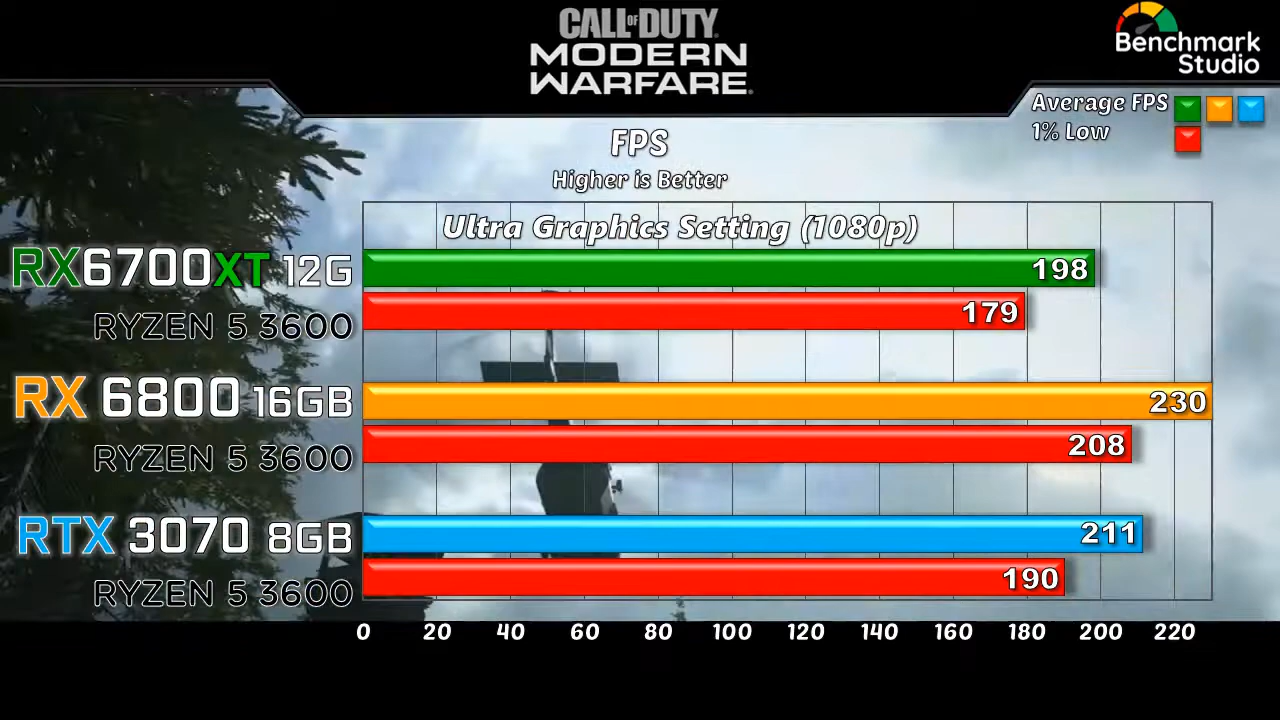 CALL OF DUTY
MODERN
WARFARE
Benchmark
Studio
Average FPS
1% Low
FPS
Higher is Better
Ultra Graphics Setting (1080p)
RX6700XT 12G
198
RYZEN 5 3600
179
RX 6800 16GB
230
RYZEN 5 3600
208
RTX 3070 8GB
211
RYZEN 5 3600
190
0 20 40 60 80 100 120 140 160 180 200 220